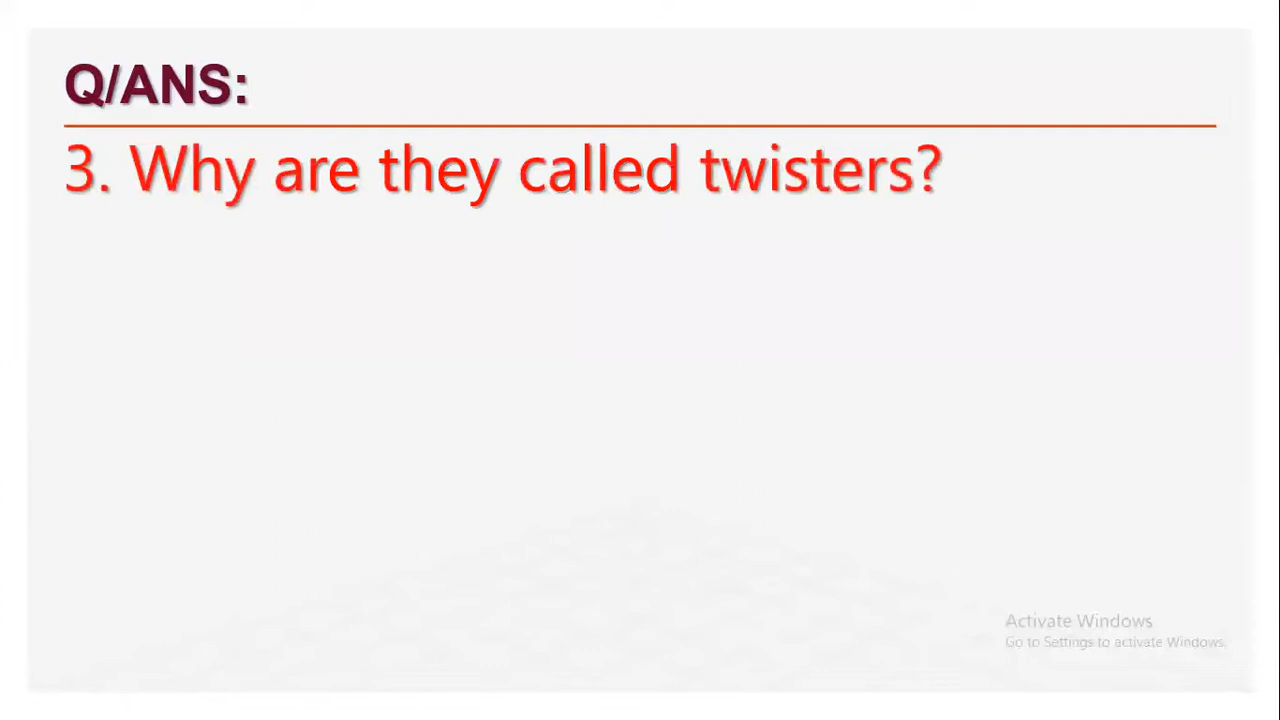 Q/ANS:
3. Why are they called twisters?
Activate Windows
Go to Settings to activate Windows.